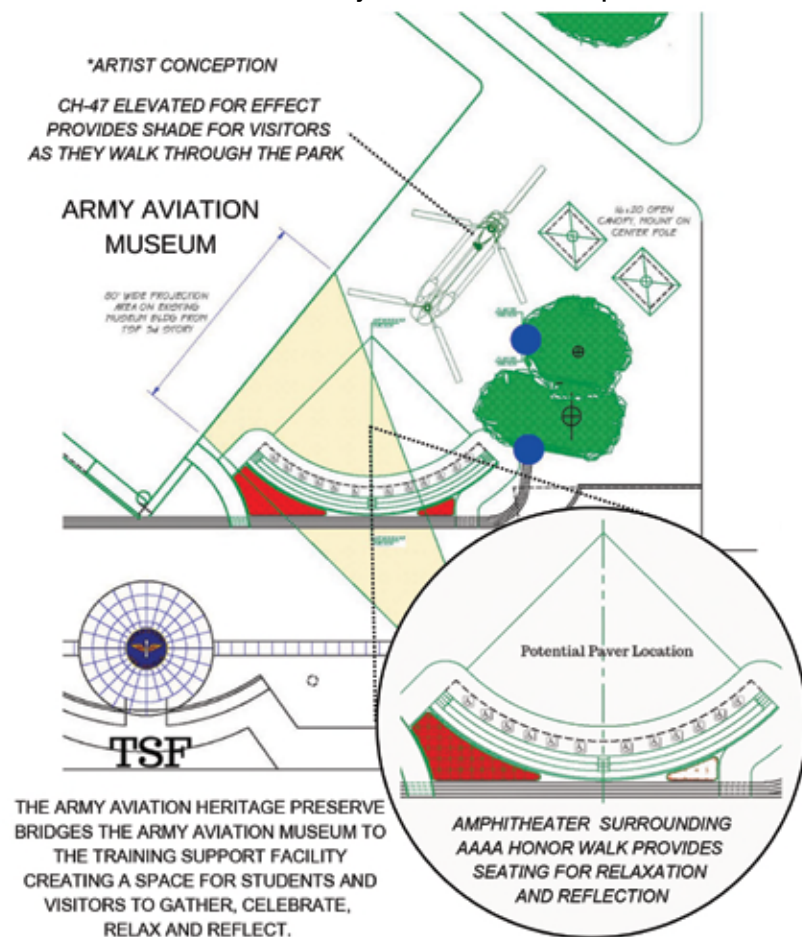 *ARTIST CONCEPTION
CH-47 ELEVATED FOR EFFECT
PROVIDES SHADE FOR VISITORS
AS THEY WALK THROUGH THE PARK
ARMY AVIATION
MUSEUM
16x20 OPEN
CANOPY, MOUNT ON
CENTER POLE
80' WIDE PROJECTION
AREA ON EXISTING
MUSEUM BLDG FROM
TSF 3rd STORY
Potential Paver Location
TSF
THE ARMY AVIATION HERITAGE PRESERVE
BRIDGES THE ARMY AVIATION MUSEUM TO
THE TRAINING SUPPORT FACILITY
CREATING A SPACE FOR STUDENTS AND
VISITORS TO GATHER, CELEBRATE,
RELAX AND REFLECT.
AMPHITHEATER SURROUNDING
AAAA HONOR WALK PROVIDES
SEATING FOR RELAXATION
AND REFLECTION